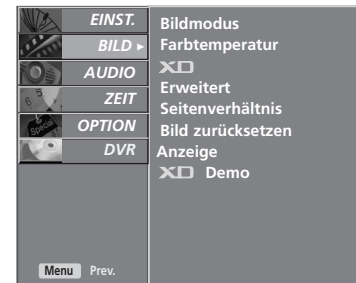 EINST.
BILD ▸
AUDIO
ZEIT
OPTION
DVR
Menu Prev.
Bildmodus
Farbtemperatur
XD
Erweitert
Seitenverhältnis
Bild zurücksetzen
Anzeige
XD Demo